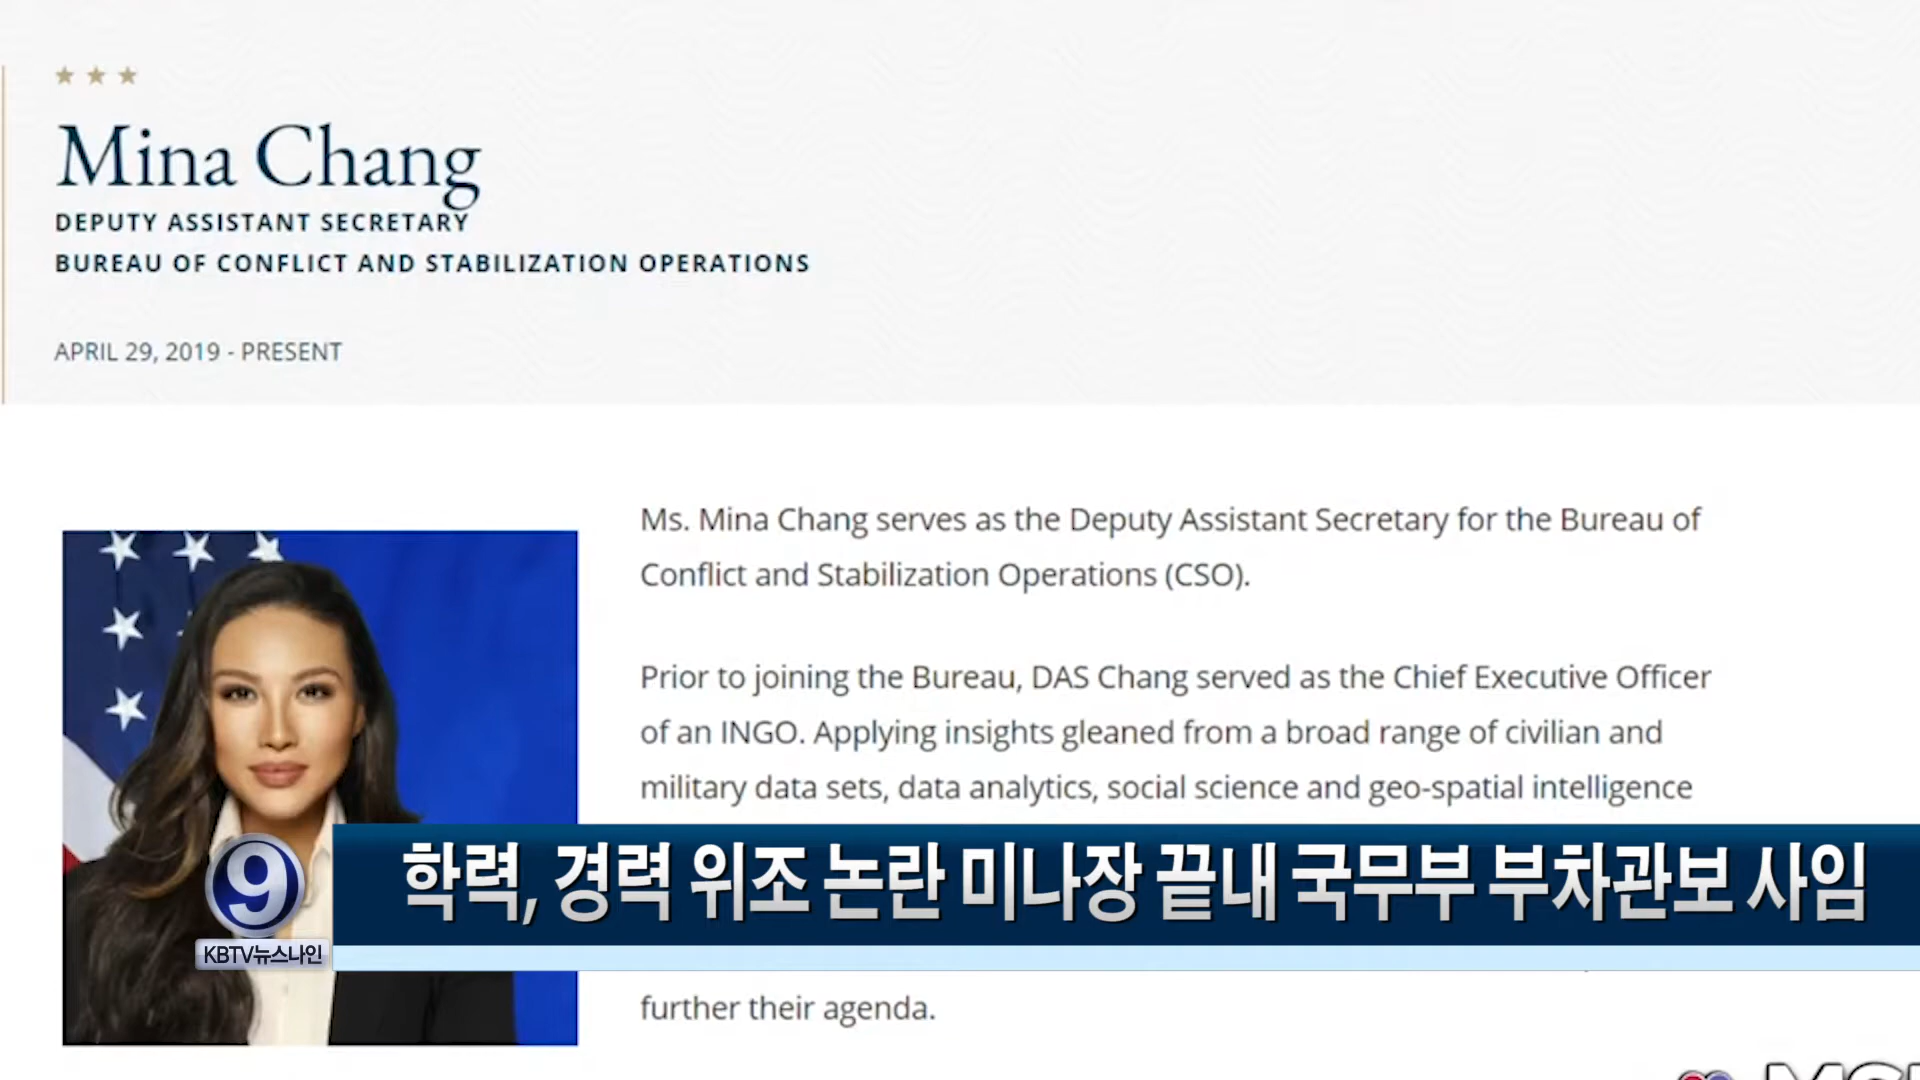 Mina Chang
DEPUTY ASSISTANT SECRETARY
BUREAU OF CONFLICT AND STABILIZATION OPERATIONS
APRIL 29, 2019 - PRESENT
Ms. Mina Chang serves as the Deputy Assistant Secretary for the Bureau of
Conflict and Stabilization Operations (CSO).
Prior to joining the Bureau, DAS Chang served as the Chief Executive Officer
of an INGO. Applying insights gleaned from a broad range of civilian and
military data sets, data analytics, social science and geo-spatial intelligence
9
학력, 경력 위조 논란 미나장 끝내 국무부 부차관보 사임
KBTV뉴스나인
further their agenda.